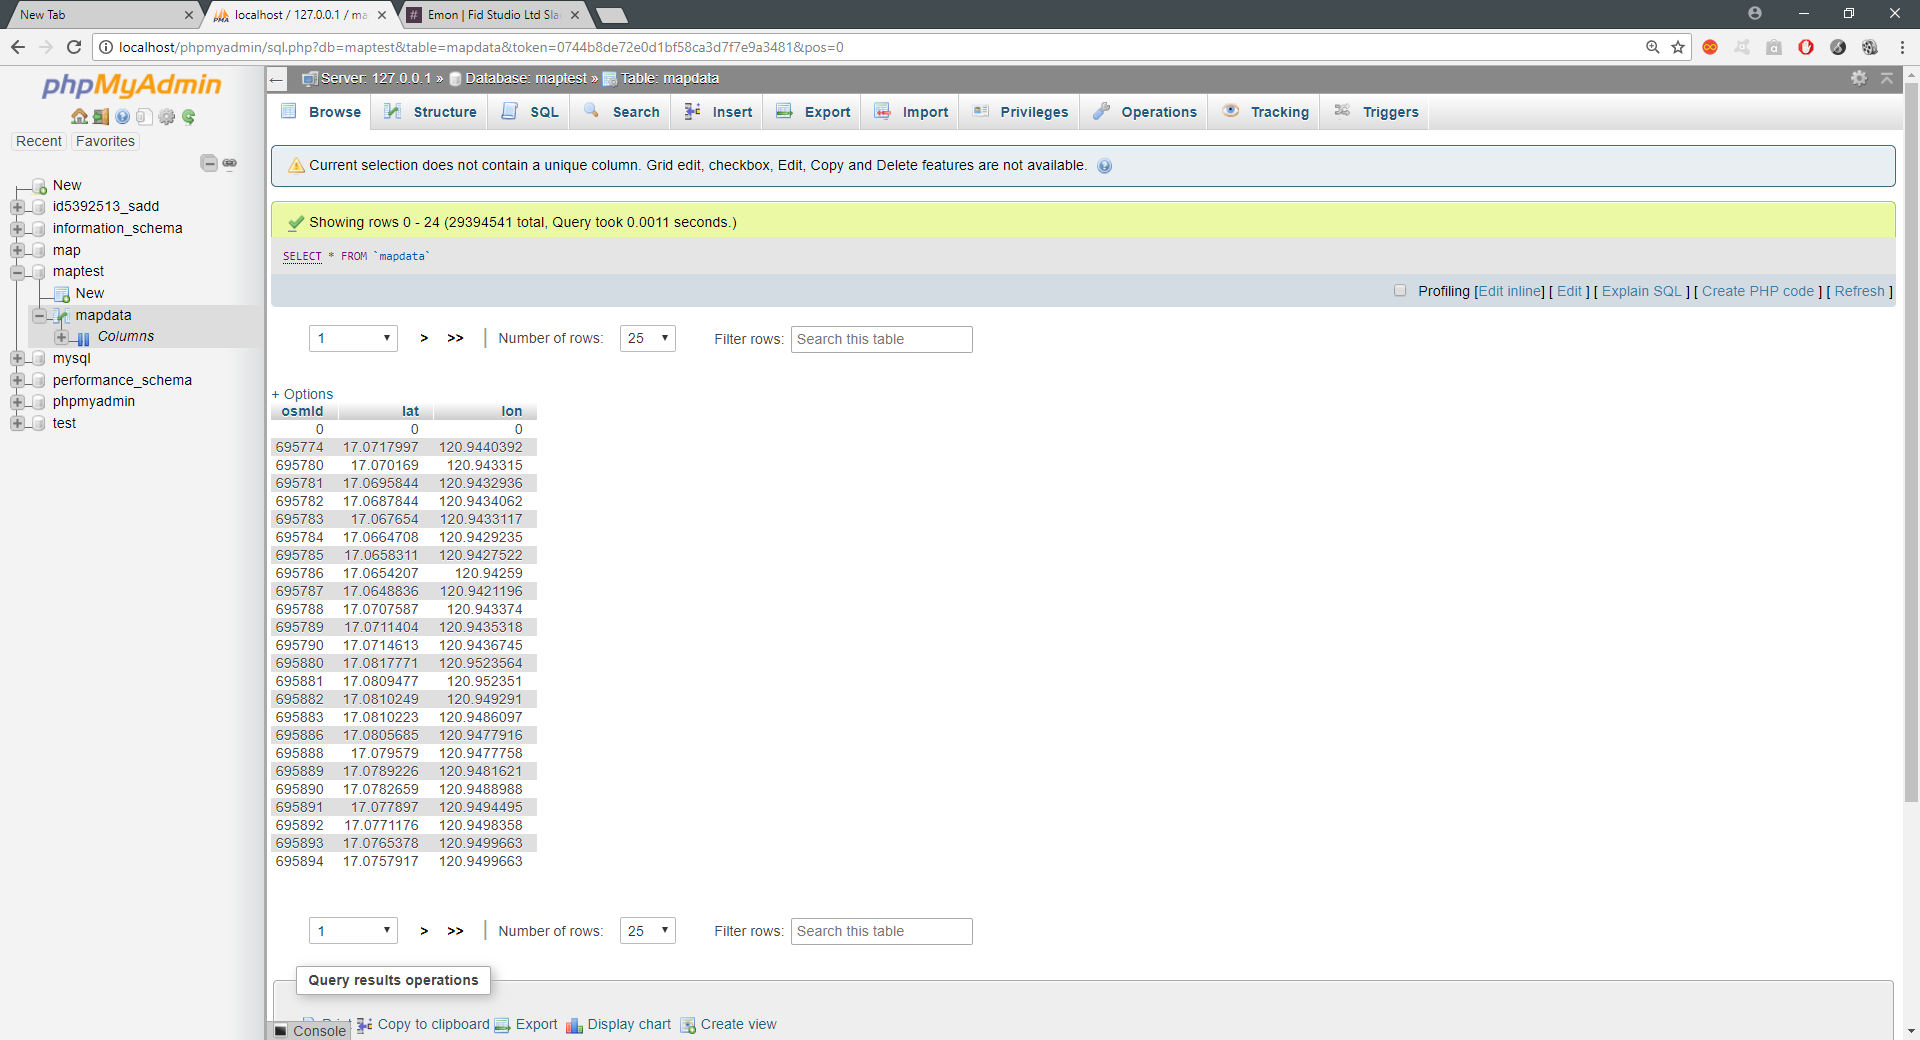 New Tab
localhost / 127.0.0.1 / ma
Emon | Fid Studio Ltd Sla
localhost/phpmyadmin/sql.php?db=maptest&table=mapdata&token=0744b8de72e0d1bf58ca3d7f7e9a3481&pos=0
phpMyAdmin
Recent Favorites
New
id5392513_sadd
information_schema
map
maptest
New
mapdata
Columns
mysql
performance_schema
phpmyadmin
test
Server: 127.0.0.1 » Database: maptest » Table: mapdata
Browse Structure SQL Search Insert Export Import Privileges Operations Tracking Triggers
Current selection does not contain a unique column. Grid edit, checkbox, Edit, Copy and Delete features are not available.
Showing rows 0 - 24 (29394541 total, Query took 0.0011 seconds.)
SELECT * FROM `mapdata`
Profiling [Edit inline] [ Edit ] [ Explain SQL ] [ Create PHP code ] [ Refresh ]
1 > >> | Number of rows: 25 Filter rows: Search this table
+ Options
osmId lat lon
0 0 0
695774 17.0717997 120.9440392
695780 17.070169 120.943315
695781 17.0695844 120.9432936
695782 17.0687844 120.9434062
695783 17.067654 120.9433117
695784 17.0664708 120.9429235
695785 17.0658311 120.9427522
695786 17.0654207 120.94259
695787 17.0648836 120.9421196
695788 17.0707587 120.943374
695789 17.0711404 120.9435318
695790 17.0714613 120.9436745
695880 17.0817771 120.9523564
695881 17.0809477 120.952351
695882 17.0810249 120.949291
695883 17.0810223 120.9486097
695886 17.0805685 120.9477916
695888 17.079579 120.9477758
695889 17.0789226 120.9481621
695890 17.0782659 120.9488988
695891 17.077897 120.9494495
695892 17.0771176 120.9498358
695893 17.0765378 120.9499663
695894 17.0757917 120.9499663
1 > >> | Number of rows: 25 Filter rows: Search this table
Query results operations
Copy to clipboard Export Display chart Create view
Console